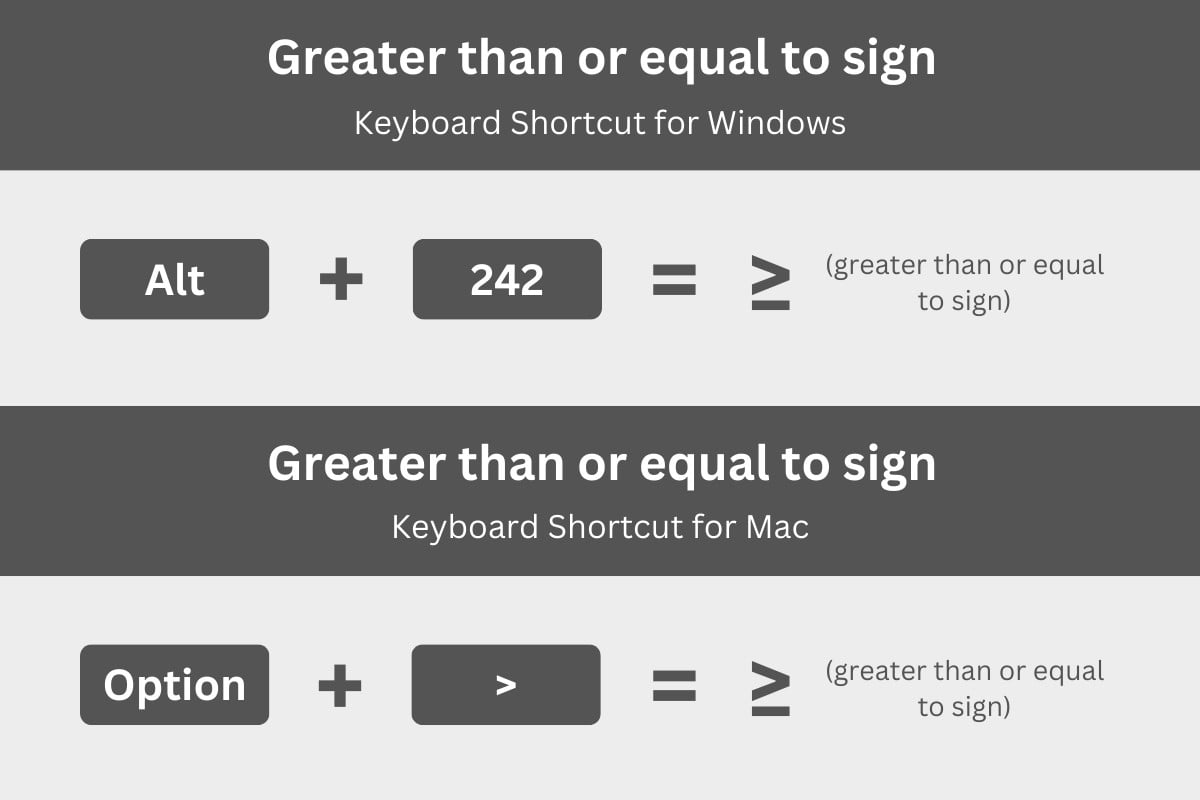 Greater than or equal to sign
Keyboard Shortcut for Windows
Alt + 242 = ≥ (greater than or equal
to sign)
Greater than or equal to sign
Keyboard Shortcut for Mac
Option + > = ≥ (greater than or equal
to sign)